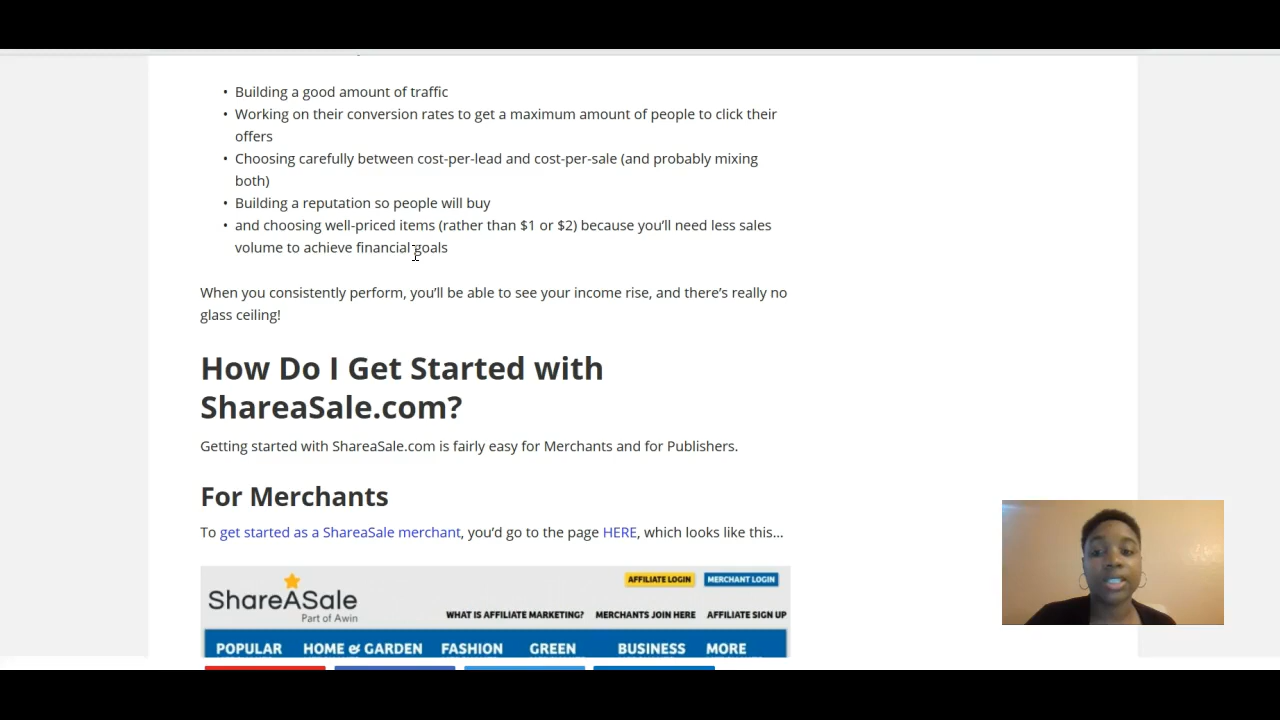 • Building a good amount of traffic
• Working on their conversion rates to get a maximum amount of people to click their
offers
• Choosing carefully between cost-per-lead and cost-per-sale (and probably mixing
both)
• Building a reputation so people will buy
• and choosing well-priced items (rather than $1 or $2) because you’ll need less sales
volume to achieve financial goals
When you consistently perform, you’ll be able to see your income rise, and there’s really no
glass ceiling!
How Do I Get Started with
ShareaSale.com?
Getting started with ShareaSale.com is fairly easy for Merchants and for Publishers.
For Merchants
To get started as a ShareaSale merchant, you’d go to the page HERE, which looks like this...
AFFILIATE LOGIN MERCHANT LOGIN
ShareASale
Part of Awin
WHAT IS AFFILIATE MARKETING? MERCHANTS JOIN HERE AFFILIATE SIGN UP
POPULAR HOME & GARDEN FASHION GREEN BUSINESS MORE